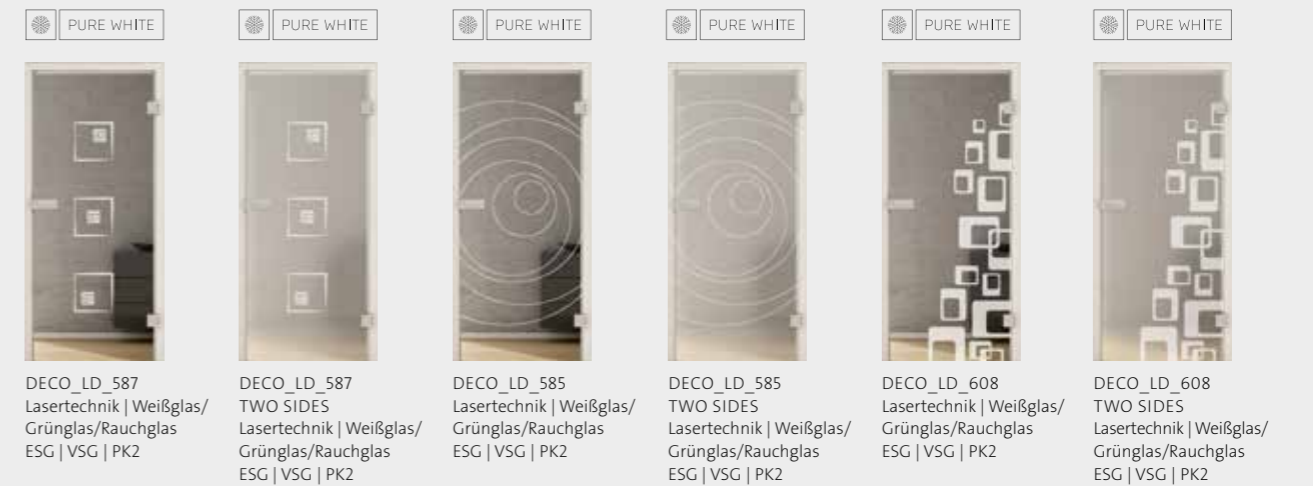 PURE WHITE
PURE WHITE
PURE WHITE
PURE WHITE
PURE WHITE
PURE WHITE
DECO_LD_587
Lasertechnik | Weißglas/
Grünglas/Rauchglas
ESG | VSG | PK2
DECO_LD_587
TWO SIDES
Lasertechnik | Weißglas/
Grünglas/Rauchglas
ESG | VSG | PK2
DECO_LD_585
Lasertechnik | Weißglas/
Grünglas/Rauchglas
ESG | VSG | PK2
DECO_LD_585
TWO SIDES
Lasertechnik | Weißglas/
Grünglas/Rauchglas
ESG | VSG | PK2
DECO_LD_608
Lasertechnik | Weißglas/
Grünglas/Rauchglas
ESG | VSG | PK2
DECO_LD_608
TWO SIDES
Lasertechnik | Weißglas/
Grünglas/Rauchglas
ESG | VSG | PK2